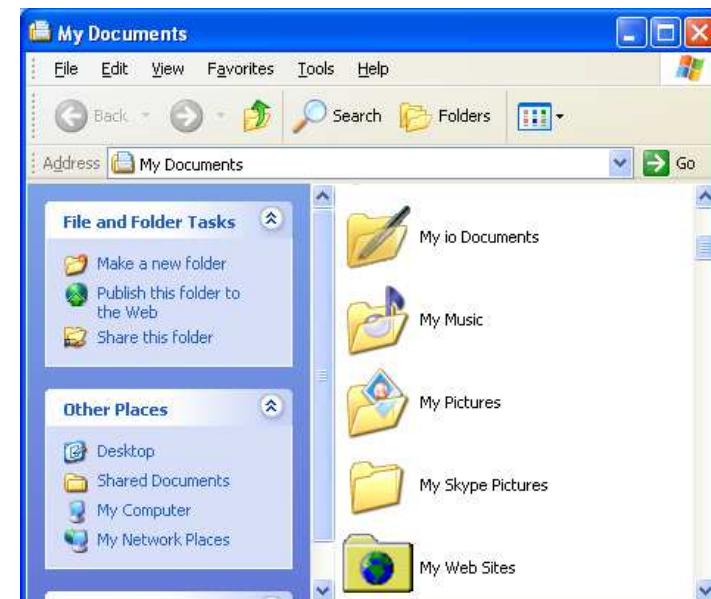 My Documents
File Edit View Favorites Tools Help
Back Search Folders
Address My Documents Go
File and Folder Tasks
Make a new folder
Publish this folder to
the Web
Share this folder
Other Places
Desktop
Shared Documents
My Computer
My Network Places
My io Documents
My Music
My Pictures
My Skype Pictures
My Web Sites